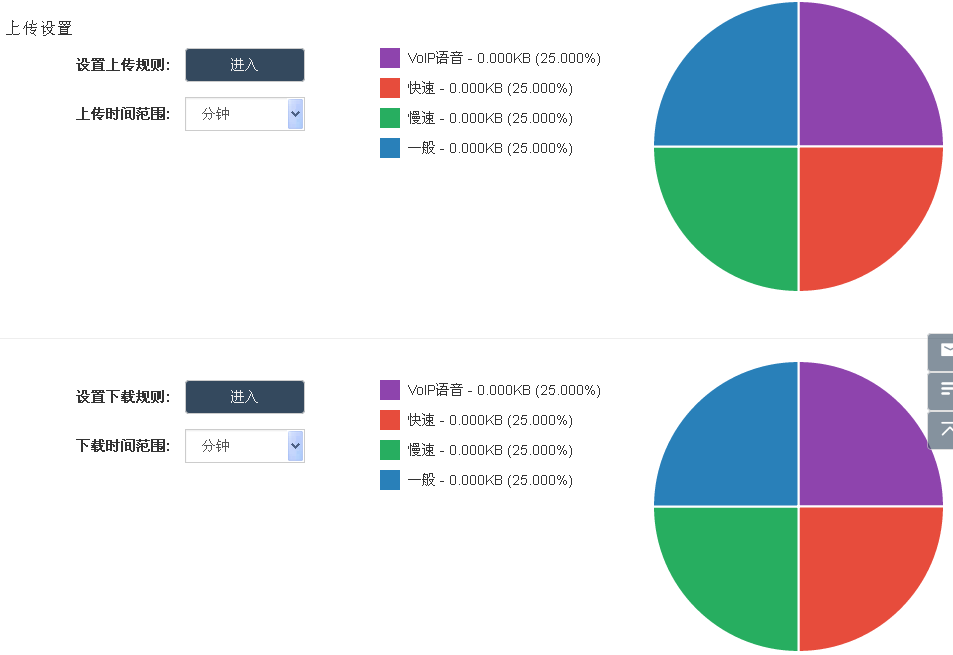 上传设置
设置上传规则: 进入
上传时间范围: 分钟
VoIP语音 - 0.000KB (25.000%)
快速 - 0.000KB (25.000%)
慢速 - 0.000KB (25.000%)
一般 - 0.000KB (25.000%)
设置下载规则: 进入
下载时间范围: 分钟
VoIP语音 - 0.000KB (25.000%)
快速 - 0.000KB (25.000%)
慢速 - 0.000KB (25.000%)
一般 - 0.000KB (25.000%)